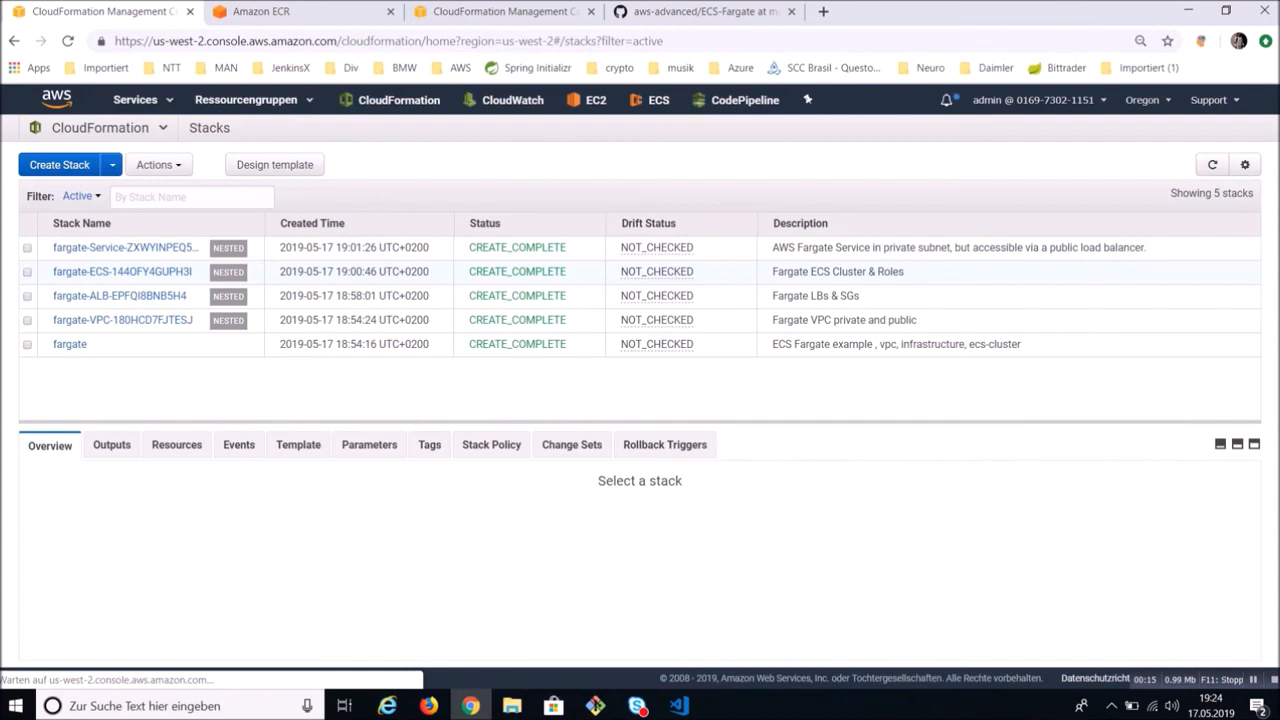 CloudFormation Management C
Amazon ECR
CloudFormation Management C
aws-advanced/ECS-Fargate at m
https://us-west-2.console.aws.amazon.com/cloudformation/home?region=us-west-2#/stacks?filter=active
Apps Importiert NTT MAN JenkinsX Div BMW AWS Spring Initializr crypto musik Azure SCC Brasil - Questo... Neuro Daimler Bittrader Importiert (1)
aws Services Ressourcengruppen CloudFormation CloudWatch EC2 ECS CodePipeline admin @ 0169-7302-1151 Oregon Support
CloudFormation Stacks
Create Stack Actions Design template
Filter: Active By Stack Name Showing 5 stacks
Stack Name Created Time Status Drift Status Description
fargate-Service-ZXWYINPEQ5... NESTED 2019-05-17 19:01:26 UTC+0200 CREATE_COMPLETE NOT_CHECKED AWS Fargate Service in private subnet, but accessible via a public load balancer.
fargate-ECS-144OFY4GUPH3I NESTED 2019-05-17 19:00:46 UTC+0200 CREATE_COMPLETE NOT_CHECKED Fargate ECS Cluster & Roles
fargate-ALB-EPFQI8BNB5H4 NESTED 2019-05-17 18:58:01 UTC+0200 CREATE_COMPLETE NOT_CHECKED Fargate LBs & SGs
fargate-VPC-180HCD7FJTESJ NESTED 2019-05-17 18:54:24 UTC+0200 CREATE_COMPLETE NOT_CHECKED Fargate VPC private and public
fargate 2019-05-17 18:54:16 UTC+0200 CREATE_COMPLETE NOT_CHECKED ECS Fargate example , vpc, infrastructure, ecs-cluster
Overview Outputs Resources Events Template Parameters Tags Stack Policy Change Sets Rollback Triggers
Select a stack
Warten auf us-west-2.console.aws.amazon.com... © 2008 - 2019, Amazon Web Services, Inc. oder Tochtergesellschaften. Alle Rechte vorbehalten. Datenschutzricht 00:15 0.99 Mb F11: Stopp
Zur Suche Text hier eingeben
19:24
17.05.2019
2